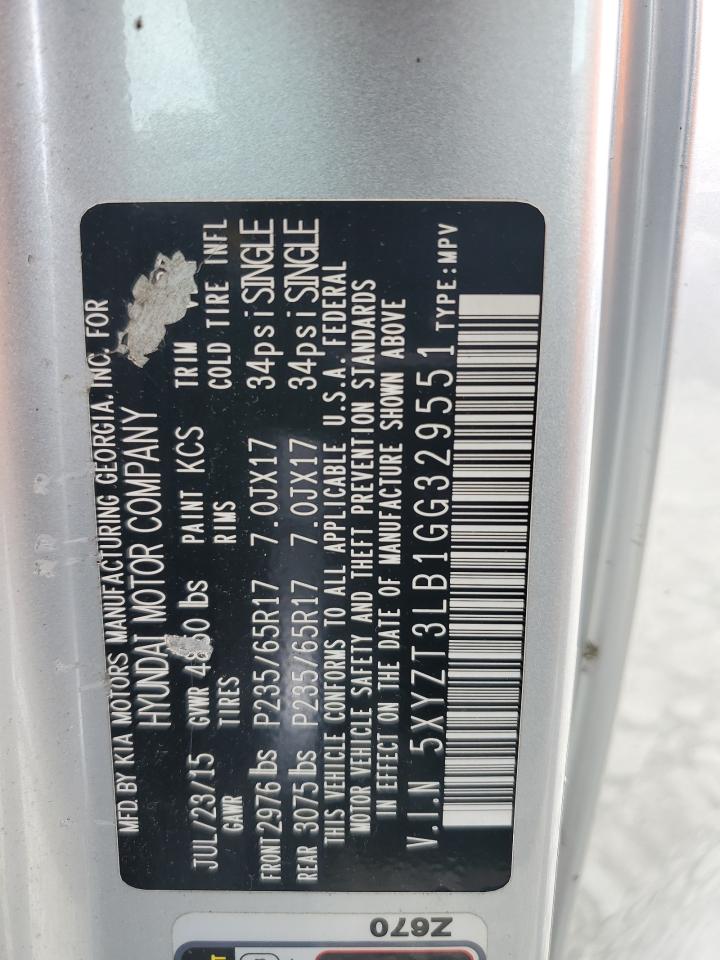 MFD. BY KIA MOTORS MANUFACTURING GEORGIA, INC. FOR
HYUNDAI MOTOR COMPANY
JUL/23/15 GVWR lbs PAINT KCS TRIM
GAWR TIRES RIMS COLD TIRE INFL
FRONT 2976 lbs P235/65R17 7.0JX17 34psi SINGLE
REAR 3075 lbs P235/65R17 7.0JX17 34psi SINGLE
THIS VEHICLE CONFORMS TO ALL APPLICABLE U.S.A. FEDERAL
MOTOR VEHICLE SAFETY AND THEFT PREVENTION STANDARDS
IN EFFECT ON THE DATE OF MANUFACTURE SHOWN ABOVE
V.I.N 5XYZT3LB1GG329551 TYPE:MPV
Z670